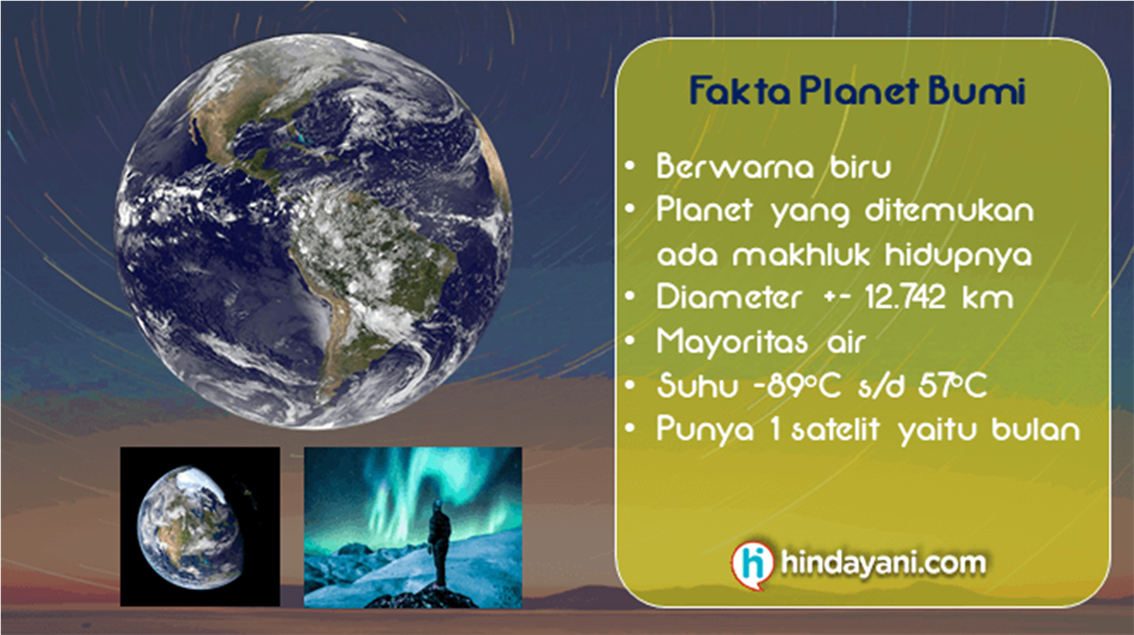 Fakta Planet Bumi
• Berwarna biru
• Planet yang ditemukan
ada makhluk hidupnya
• Diameter +- 12.742 km
• Mayoritas air
• Suhu -89°C s/d 57°C
• Punya 1 satelit yaitu bulan
hi hindayani.com